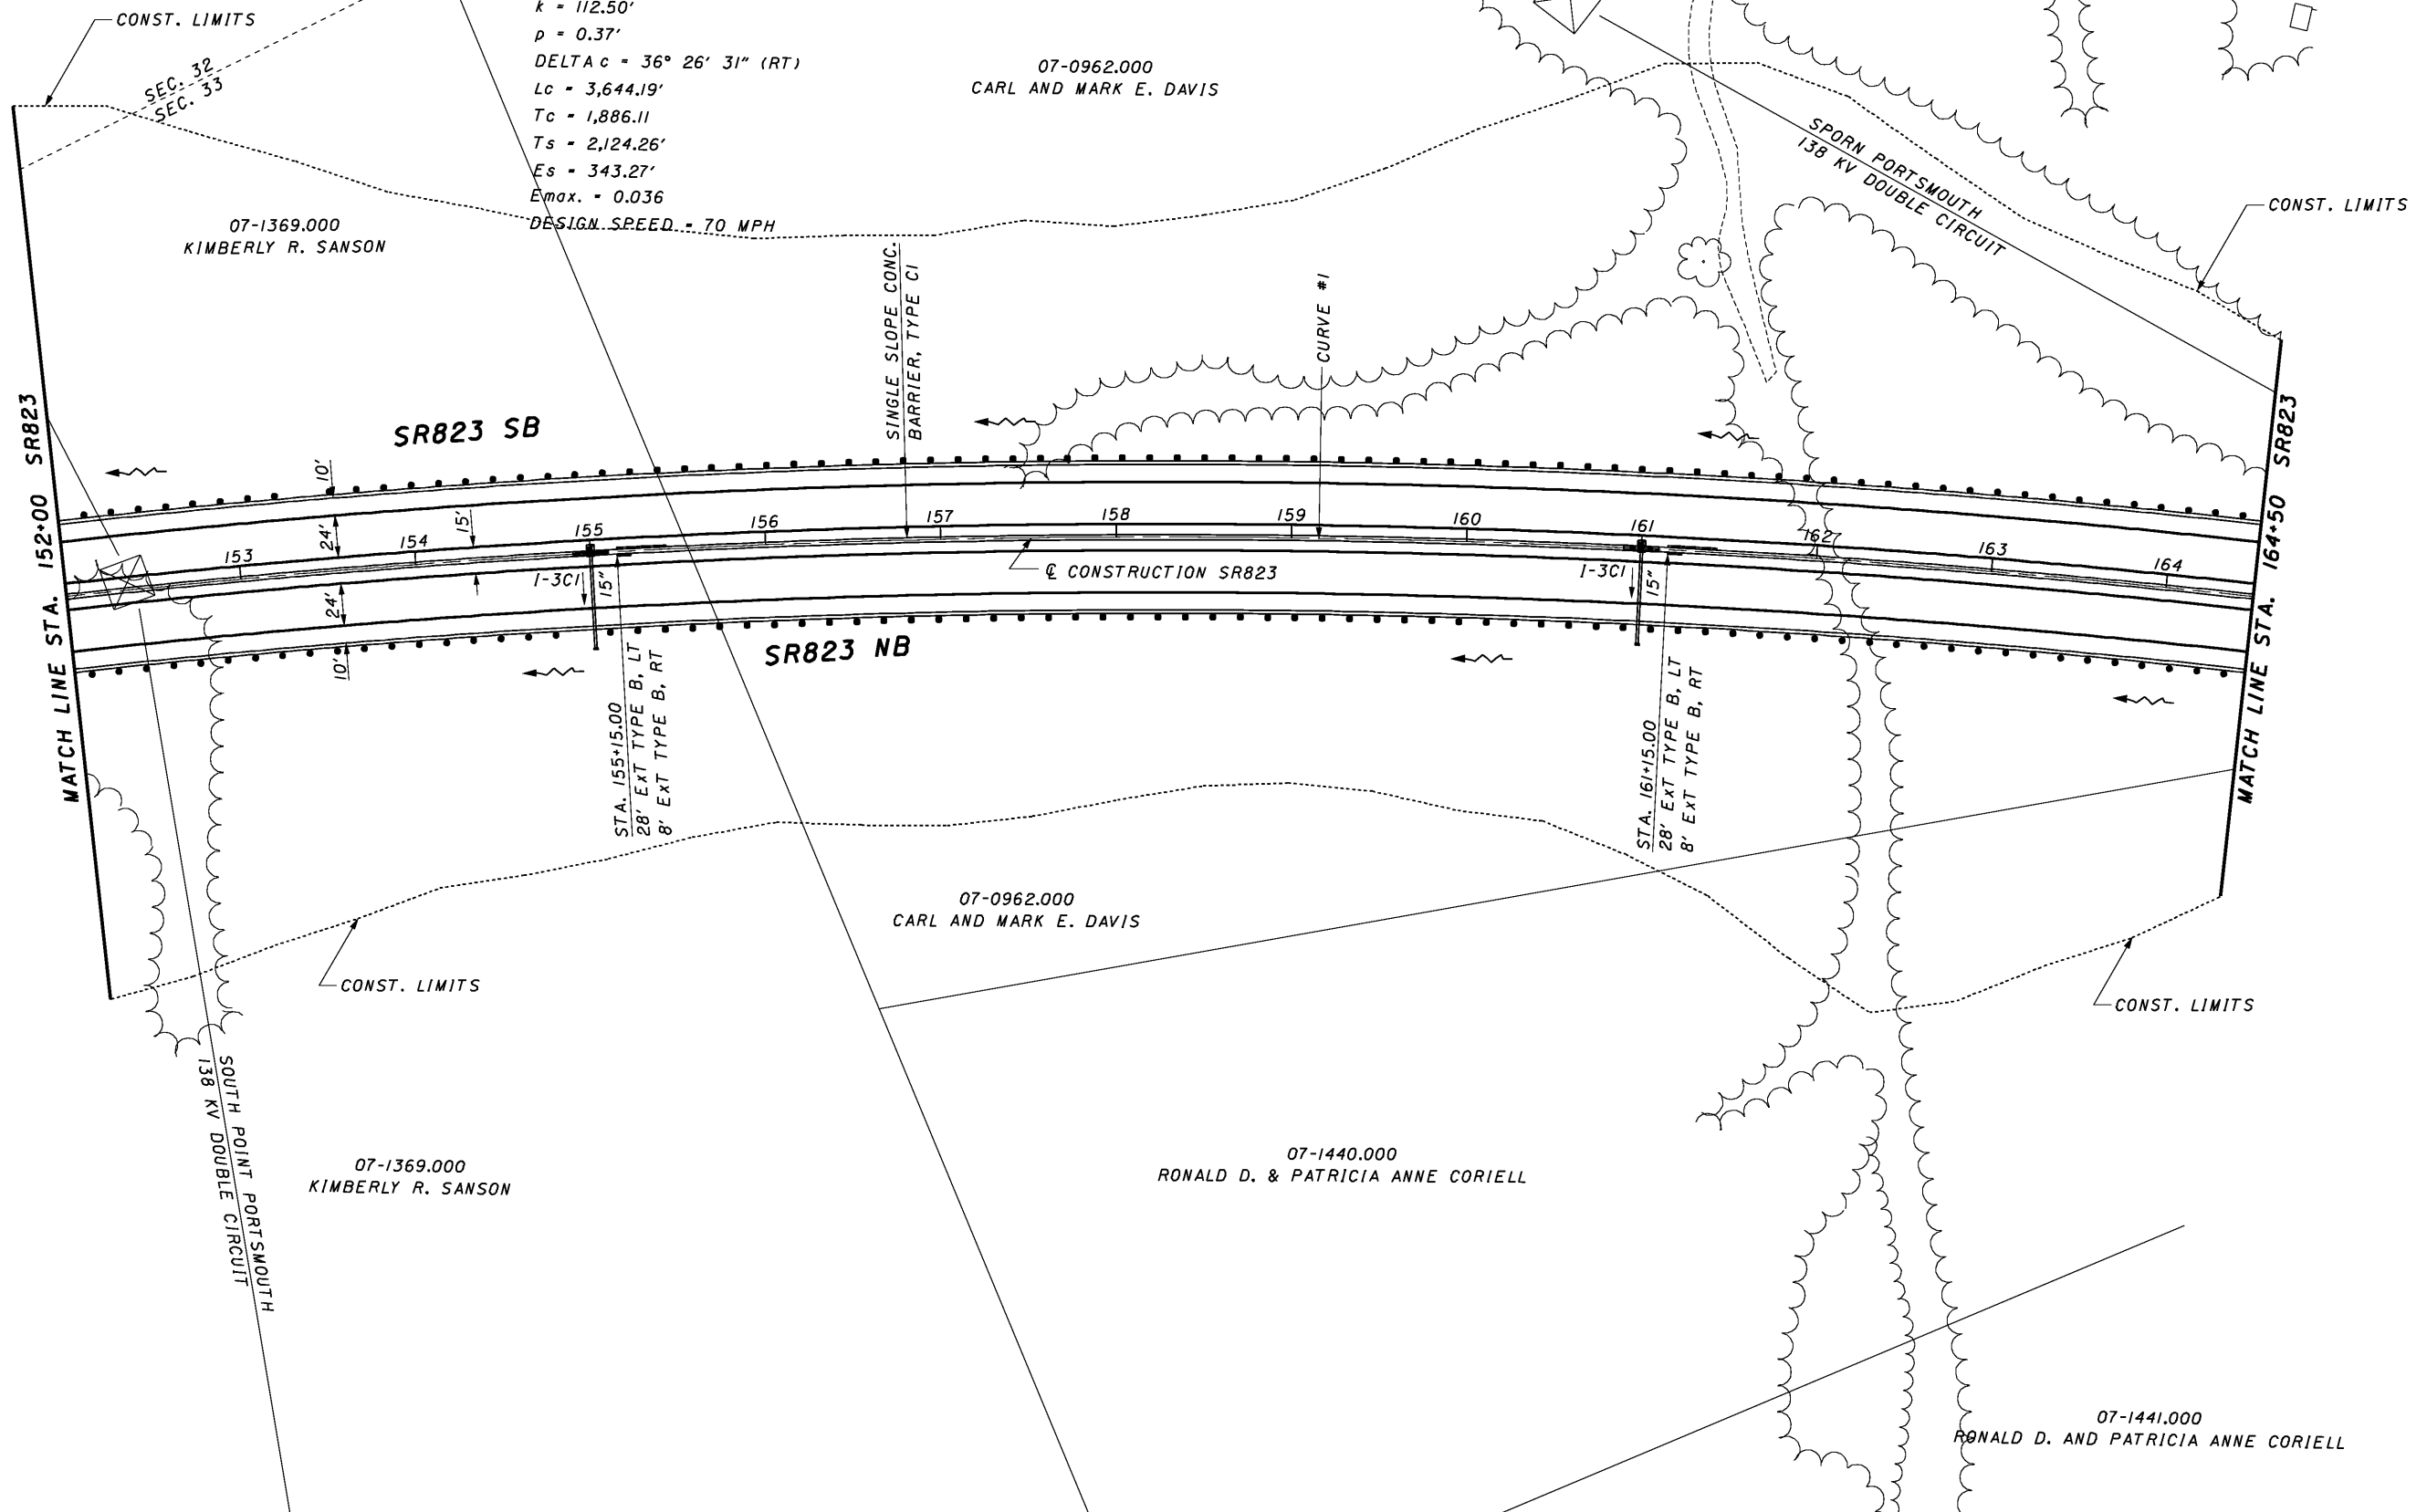 CONST. LIMITS
SEC. 32
SEC. 33
k = 112.50'
p = 0.37'
DELTA c = 36° 26' 31" (RT)
Lc = 3,644.19'
Tc = 1,886.11
Ts = 2,124.26'
Es = 343.27'
Emax. = 0.036
DESIGN SPEED = 70 MPH
07-0962.000
CARL AND MARK E. DAVIS
SPORN PORTSMOUTH
138 KV DOUBLE CIRCUIT
CONST. LIMITS
07-1369.000
KIMBERLY R. SANSON
SINGLE SLOPE CONC.
BARRIER, TYPE C1
CURVE #1
MATCH LINE STA. 152+00 SR823
SR823 SB
10'
24'
15'
24'
10'
153
154
155
156
157
158
159
160
161
162
163
164
1-3C1
15"
℄ CONSTRUCTION SR823
1-3C1
15"
SR823 NB
MATCH LINE STA. 164+50 SR823
STA. 155+15.00
28' ExT TYPE B, LT
8' ExT TYPE B, RT
STA. 161+15.00
28' ExT TYPE B, LT
8' ExT TYPE B, RT
07-0962.000
CARL AND MARK E. DAVIS
CONST. LIMITS
CONST. LIMITS
SOUTH POINT PORTSMOUTH
138 KV DOUBLE CIRCUIT
07-1369.000
KIMBERLY R. SANSON
07-1440.000
RONALD D. & PATRICIA ANNE CORIELL
07-1441.000
RONALD D. AND PATRICIA ANNE CORIELL